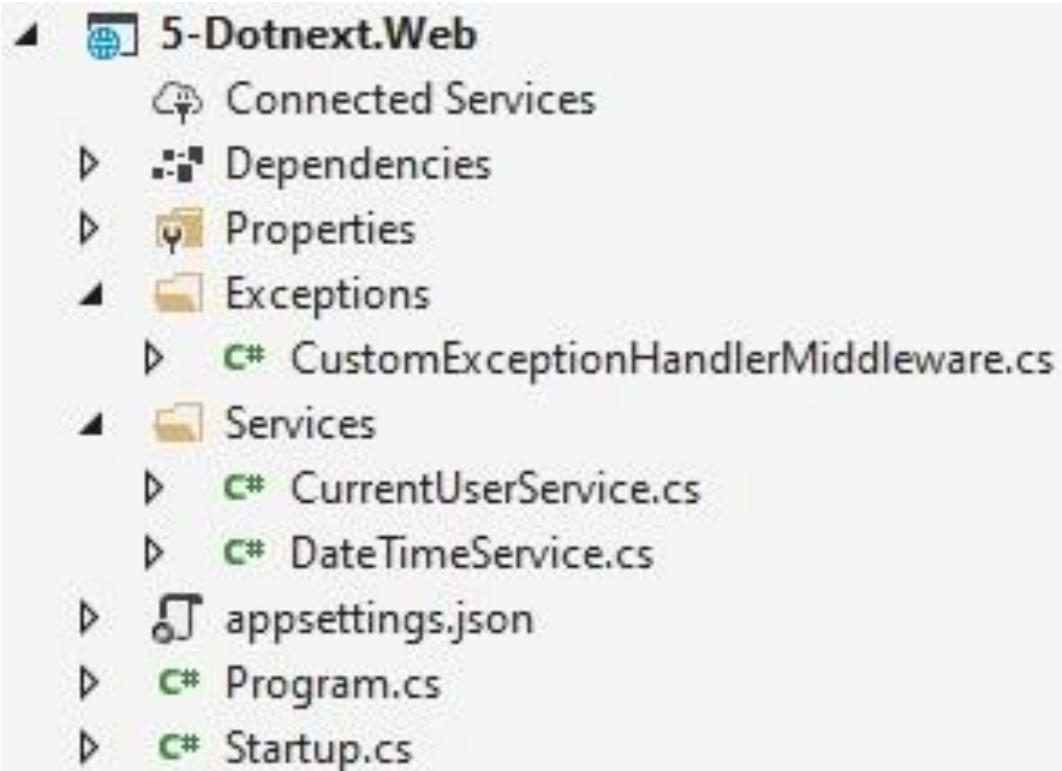 5-Dotnext.Web
Connected Services
Dependencies
Properties
Exceptions
C# CustomExceptionHandlerMiddleware.cs
Services
C# CurrentUserService.cs
C# DateTimeService.cs
appsettings.json
C# Program.cs
C# Startup.cs